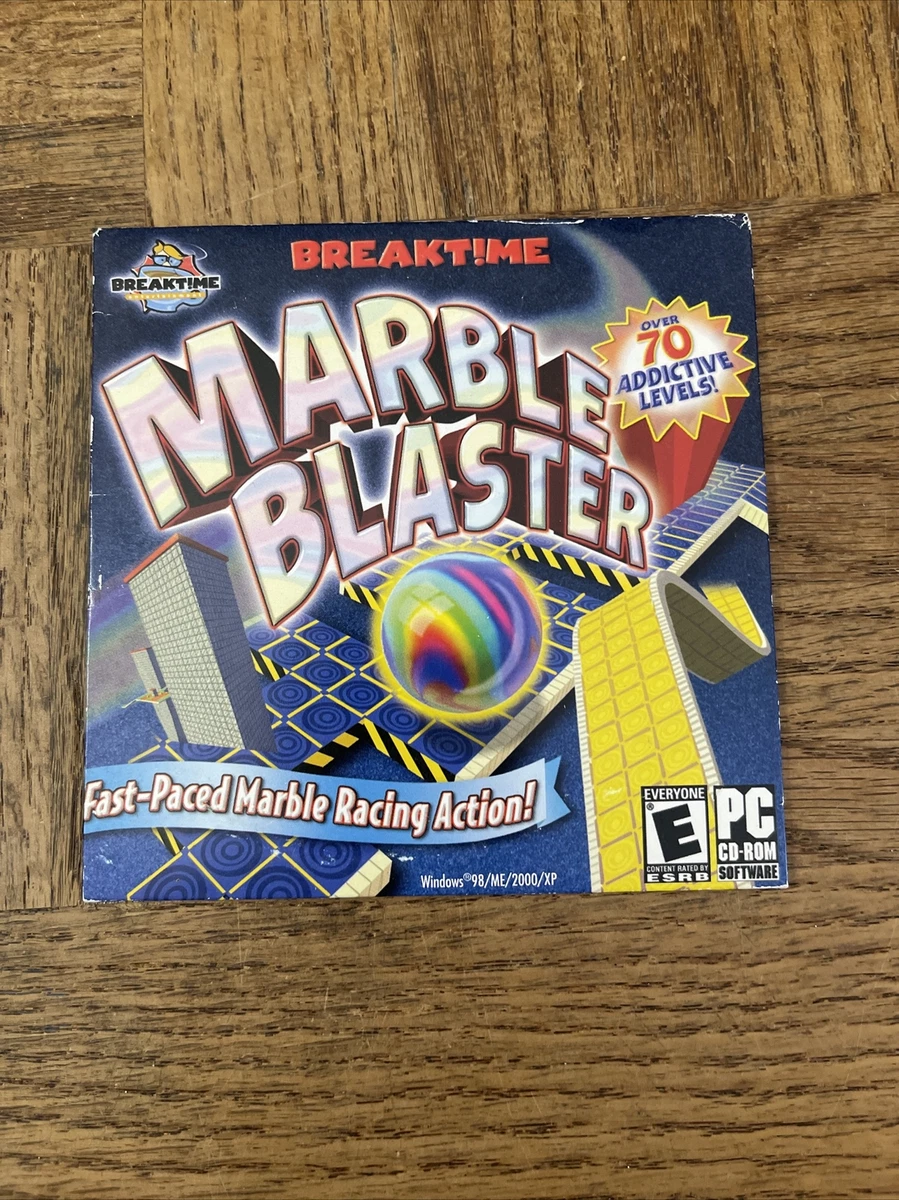 BREAKT!ME
BREAKT!ME
entertainment
MARBLE
BLASTER
OVER
70
ADDICTIVE
LEVELS!
Fast-Paced Marble Racing Action!
Windows®98/ME/2000/XP
EVERYONE
E
®
CONTENT RATED BY
ESRB
PC
CD-ROM
SOFTWARE